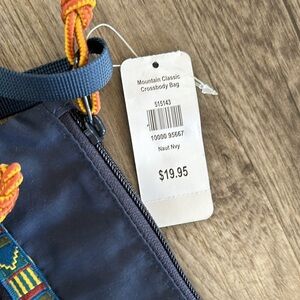 Mountain Classic
Crossbody Bag
515143
10000 95667
Naut Nvy
$19.95